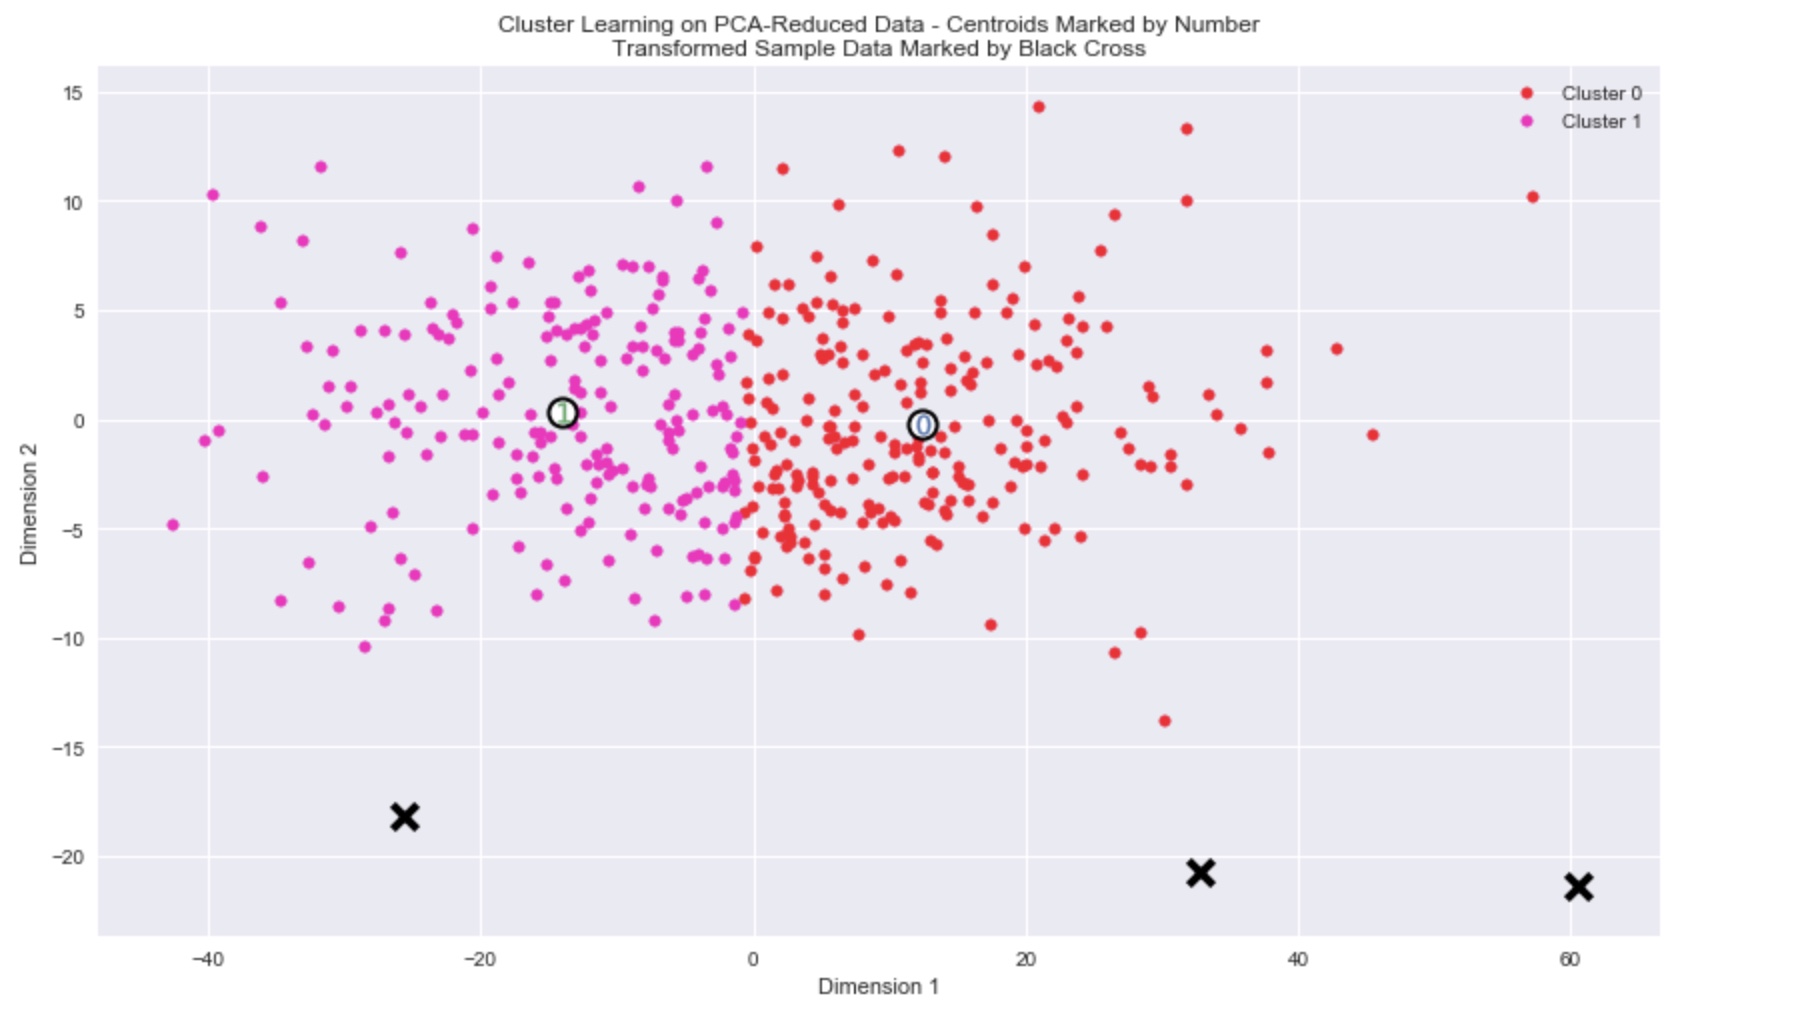 Cluster Learning on PCA-Reduced Data - Centroids Marked by Number
Transformed Sample Data Marked by Black Cross
Cluster 0
Cluster 1
15
10
5
0
−5
−10
−15
−20
Dimension 2
1
0
−40
−20
0
20
40
60
Dimension 1